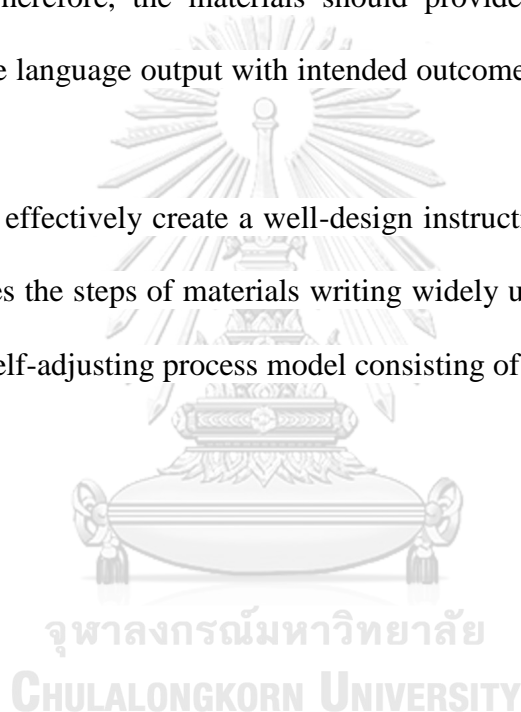 herefore, the materials should provide
e language output with intended outcome
effectively create a well-design instructi
es the steps of materials writing widely u
elf-adjusting process model consisting of
จุฬาลงกรณ์มหาวิทยาลัย
CHULALONGKORN UNIVERSITY